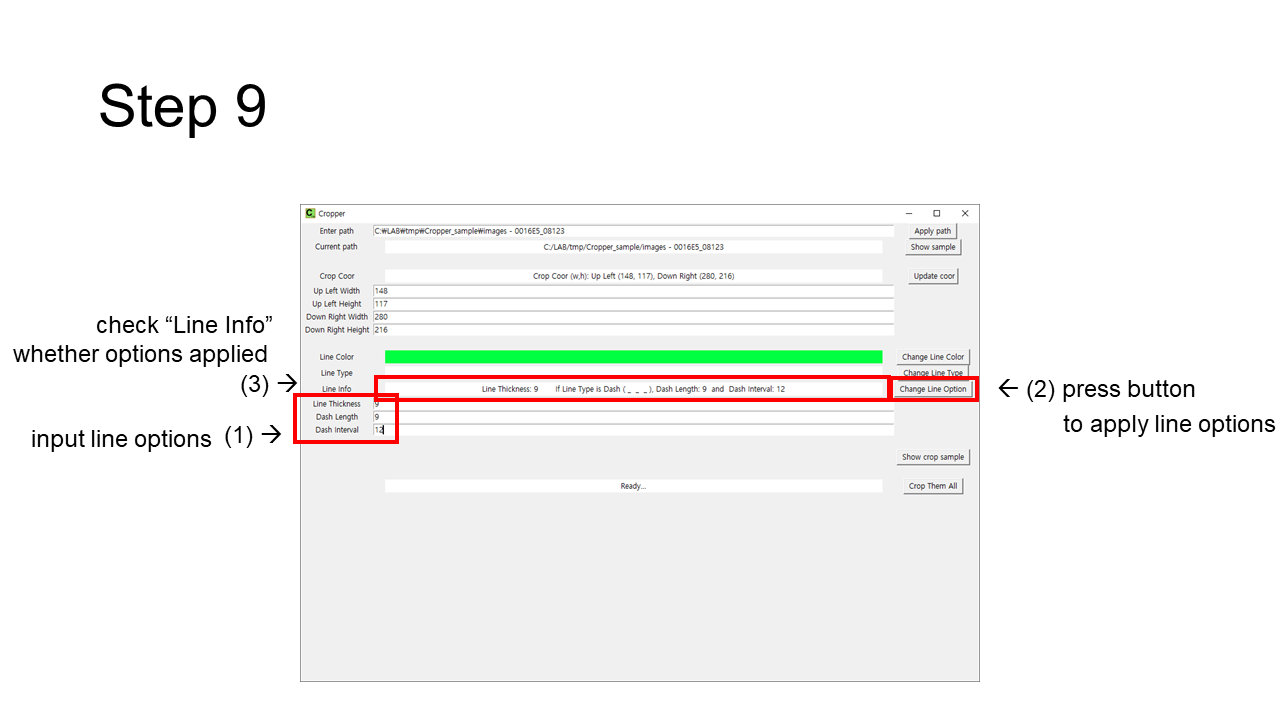 Step 9
Cropper
Enter path C:₩LAB₩tmp₩Cropper_sample₩images - 0016E5_08123 Apply path
Current path C:/LAB/tmp/Cropper_sample/images - 0016E5_08123 Show sample
Crop Coor Crop Coor (w,h): Up Left (148, 117), Down Right (280, 216) Update coor
Up Left Width 148
Up Left Height 117
Down Right Width 280
Down Right Height 216
Line Color Change Line Color
Line Type Change Line Type
Line Info Line Thickness: 9 If Line Type is Dash ( _ _ _ ), Dash Length: 9 and Dash Interval: 12 Change Line Option
Line Thickness 9
Dash Length 9
Dash Interval 12
Show crop sample
Ready... Crop Them All
check “Line Info”
whether options applied
(3) →
input line options (1) →
← (2) press button
to apply line options